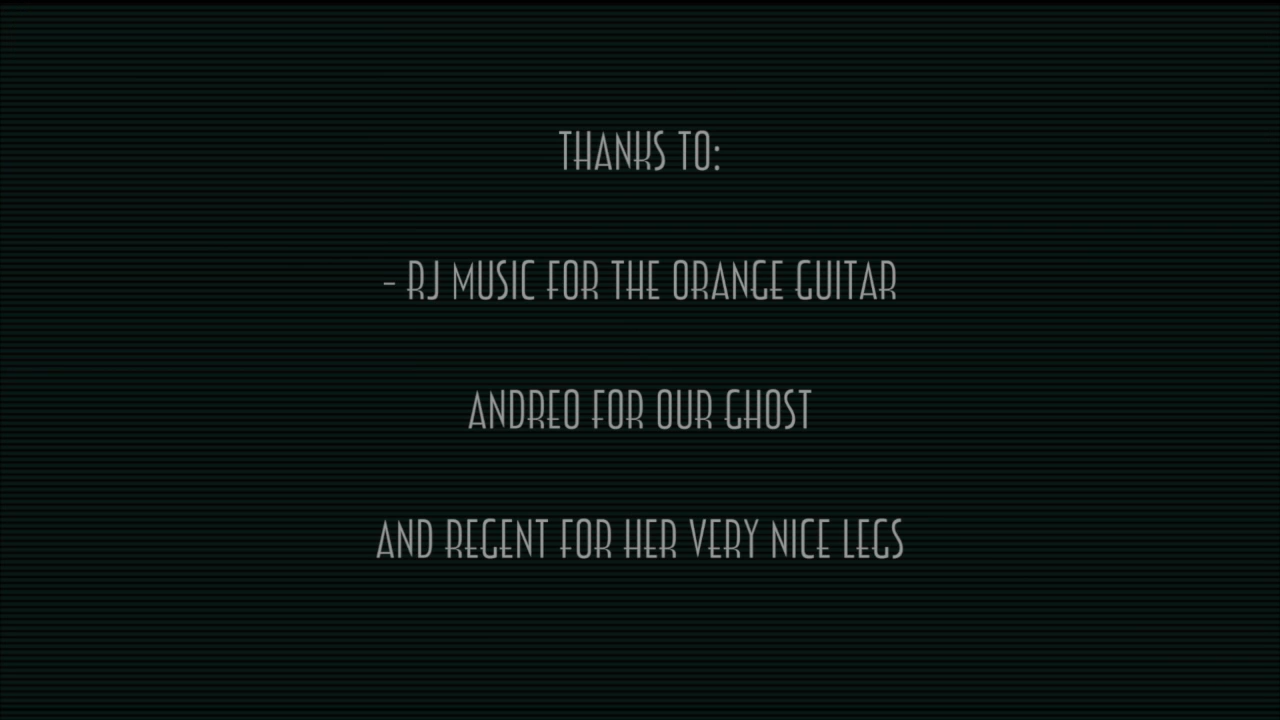 THANKS TO:
- RJ MUSIC FOR THE ORANGE GUITAR
ANDREO FOR OUR GHOST
AND REGENT FOR HER VERY NICE LEGS